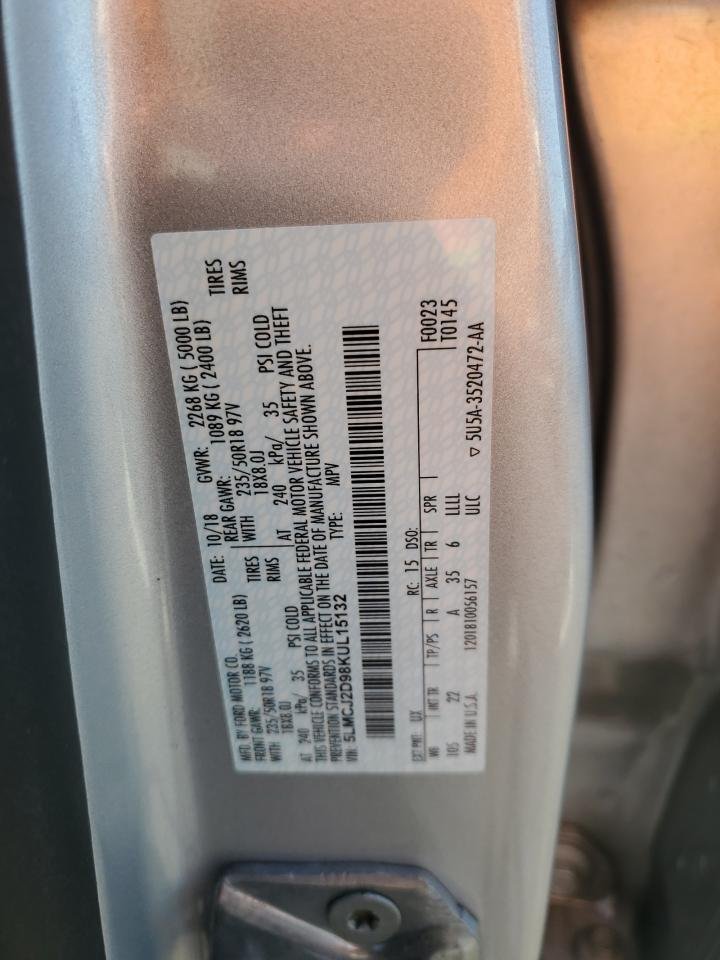 MFD. BY FORD MOTOR CO. DATE: 10/18 GVWR: 2268 KG ( 5000 LB)
FRONT GAWR: 1188 KG ( 2620 LB) REAR GAWR: 1089 KG ( 2400 LB)
WITH 235/50R18 97V TIRES WITH 235/50R18 97V TIRES
18X8.0J RIMS 18X8.0J RIMS
AT 240 kPa/ 35 PSI COLD AT 240 kPa/ 35 PSI COLD
THIS VEHICLE CONFORMS TO ALL APPLICABLE FEDERAL MOTOR VEHICLE SAFETY AND THEFT
PREVENTION STANDARDS IN EFFECT ON THE DATE OF MANUFACTURE SHOWN ABOVE.
VIN: 5LMCJ2D98KUL15132 TYPE: MPV
EXT PNT: UX RC: 15 DSO: F0023
WB INT TR TP/PS R AXLE TR SPR T0145
105 22 A 35 6 LLLL
MADE IN U.S.A. 1201810056157 ULC ▽ 5U5A-3520472-AA